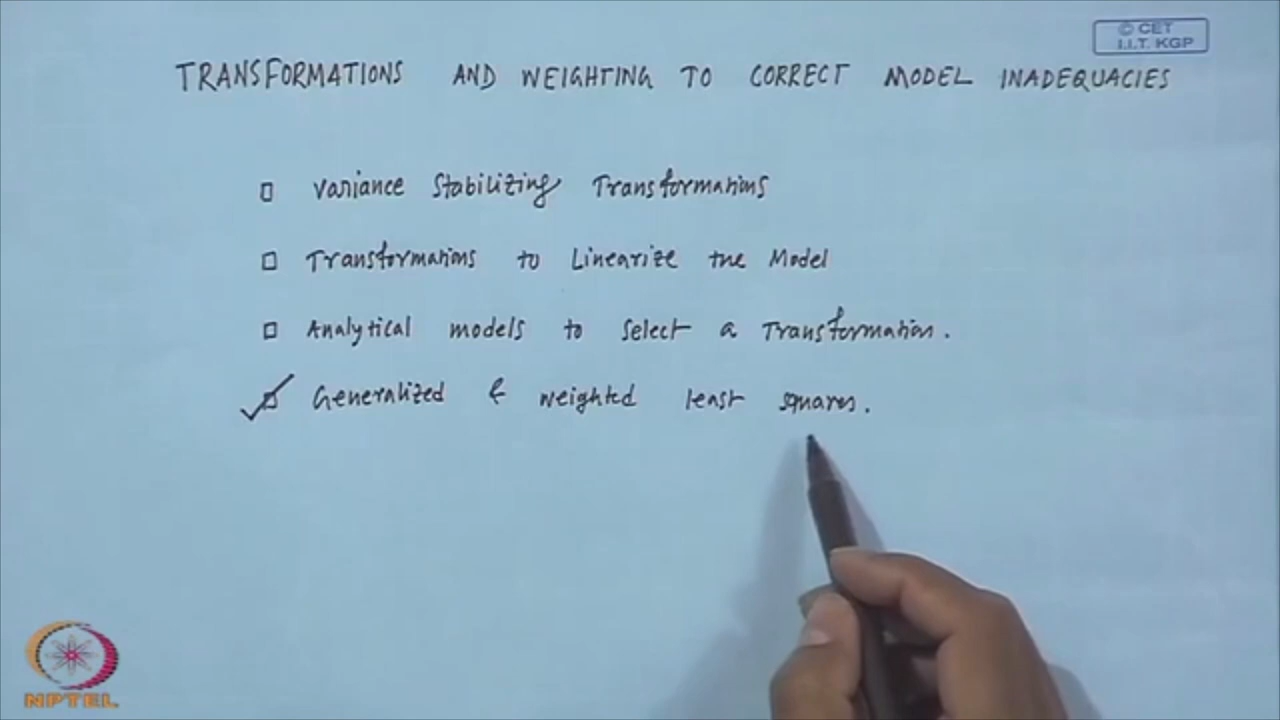 © CET
I.I.T. KGP
TRANSFORMATIONS AND WEIGHTING TO CORRECT MODEL INADEQUACIES
Variance Stabilizing Transformations
Transformations to Linearize the Model
Analytical models to select a Transformation.
Generalized & weighted least squares.
NPTEL